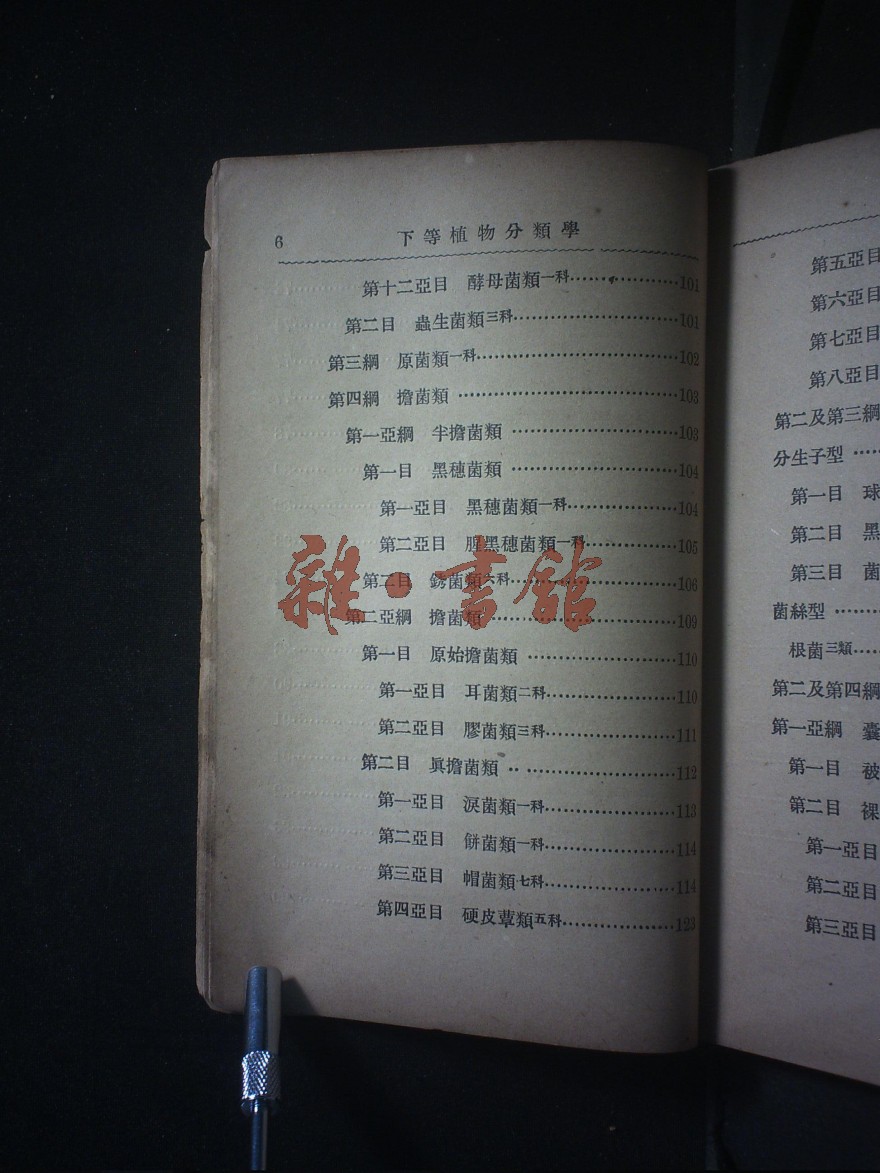 6 下等植物分類學
第十二亞目 酵母菌類一科……101
第二目 蟲生菌類三科……101
第三綱 原菌類一科……102
第四綱 擔菌類……103
第一亞綱 半擔菌類……103
第一目 黑穗菌類……104
第一亞目 黑穗菌類一科……104
第二亞目 腥黑穗菌類一科……105
第二目 銹菌類六科……106
第二亞綱 擔菌類……109
第一目 原始擔菌類……110
第一亞目 耳菌類二科……110
第二亞目 膠菌類三科……111
第二目 眞擔菌類……112
第一亞目 淚菌類一科……113
第二亞目 餅菌類一科……114
第三亞目 帽菌類七科……114
第四亞目 硬皮蕈類五科……123
雜·書館
第五亞目
第六亞目
第七亞目
第八亞目
第二及第三綱
分生子型……
第一目 球
第二目 黑
第三目 菌
菌絲型……
根菌三類……
第二及第四綱
第一亞綱 囊
第一目 被
第二目 裸
第一亞目
第二亞目
第三亞目